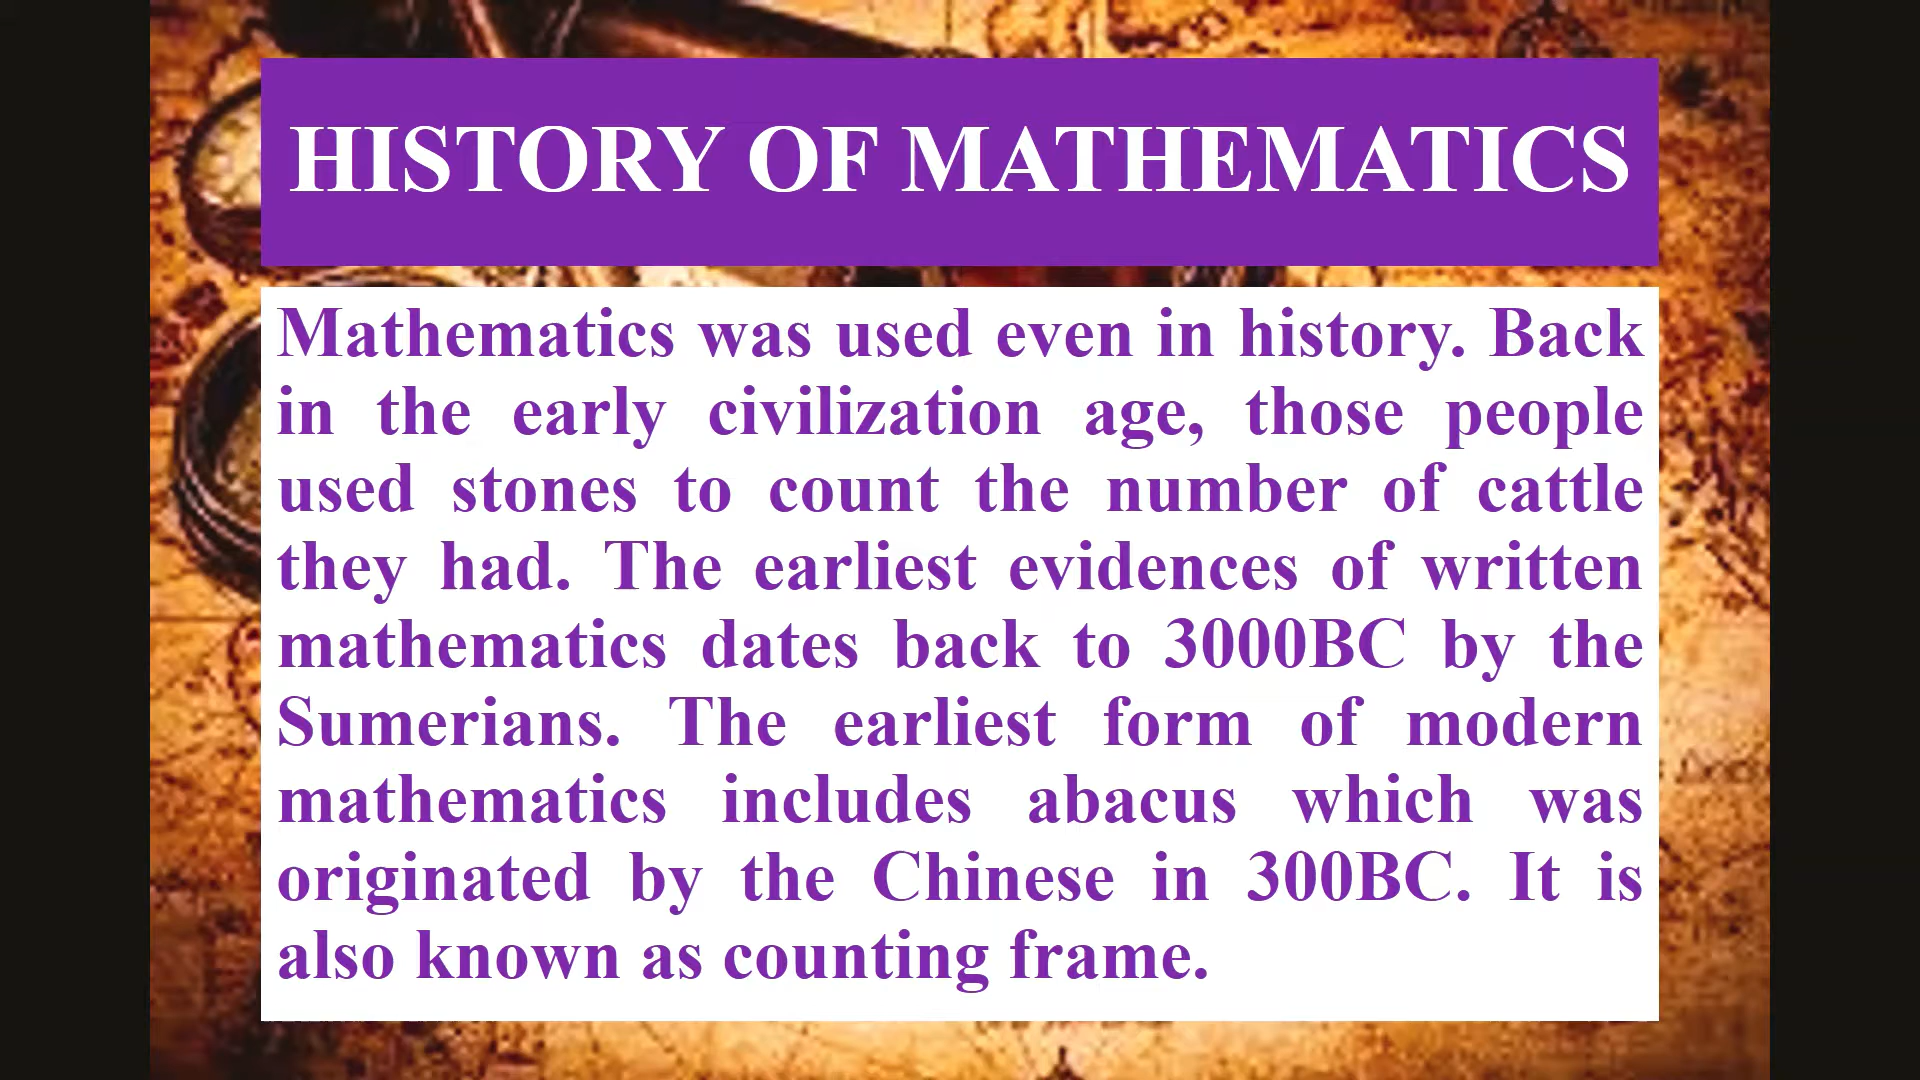 HISTORY OF MATHEMATICS
Mathematics was used even in history. Back
in the early civilization age, those people
used stones to count the number of cattle
they had. The earliest evidences of written
mathematics dates back to 3000BC by the
Sumerians. The earliest form of modern
mathematics includes abacus which was
originated by the Chinese in 300BC. It is
also known as counting frame.